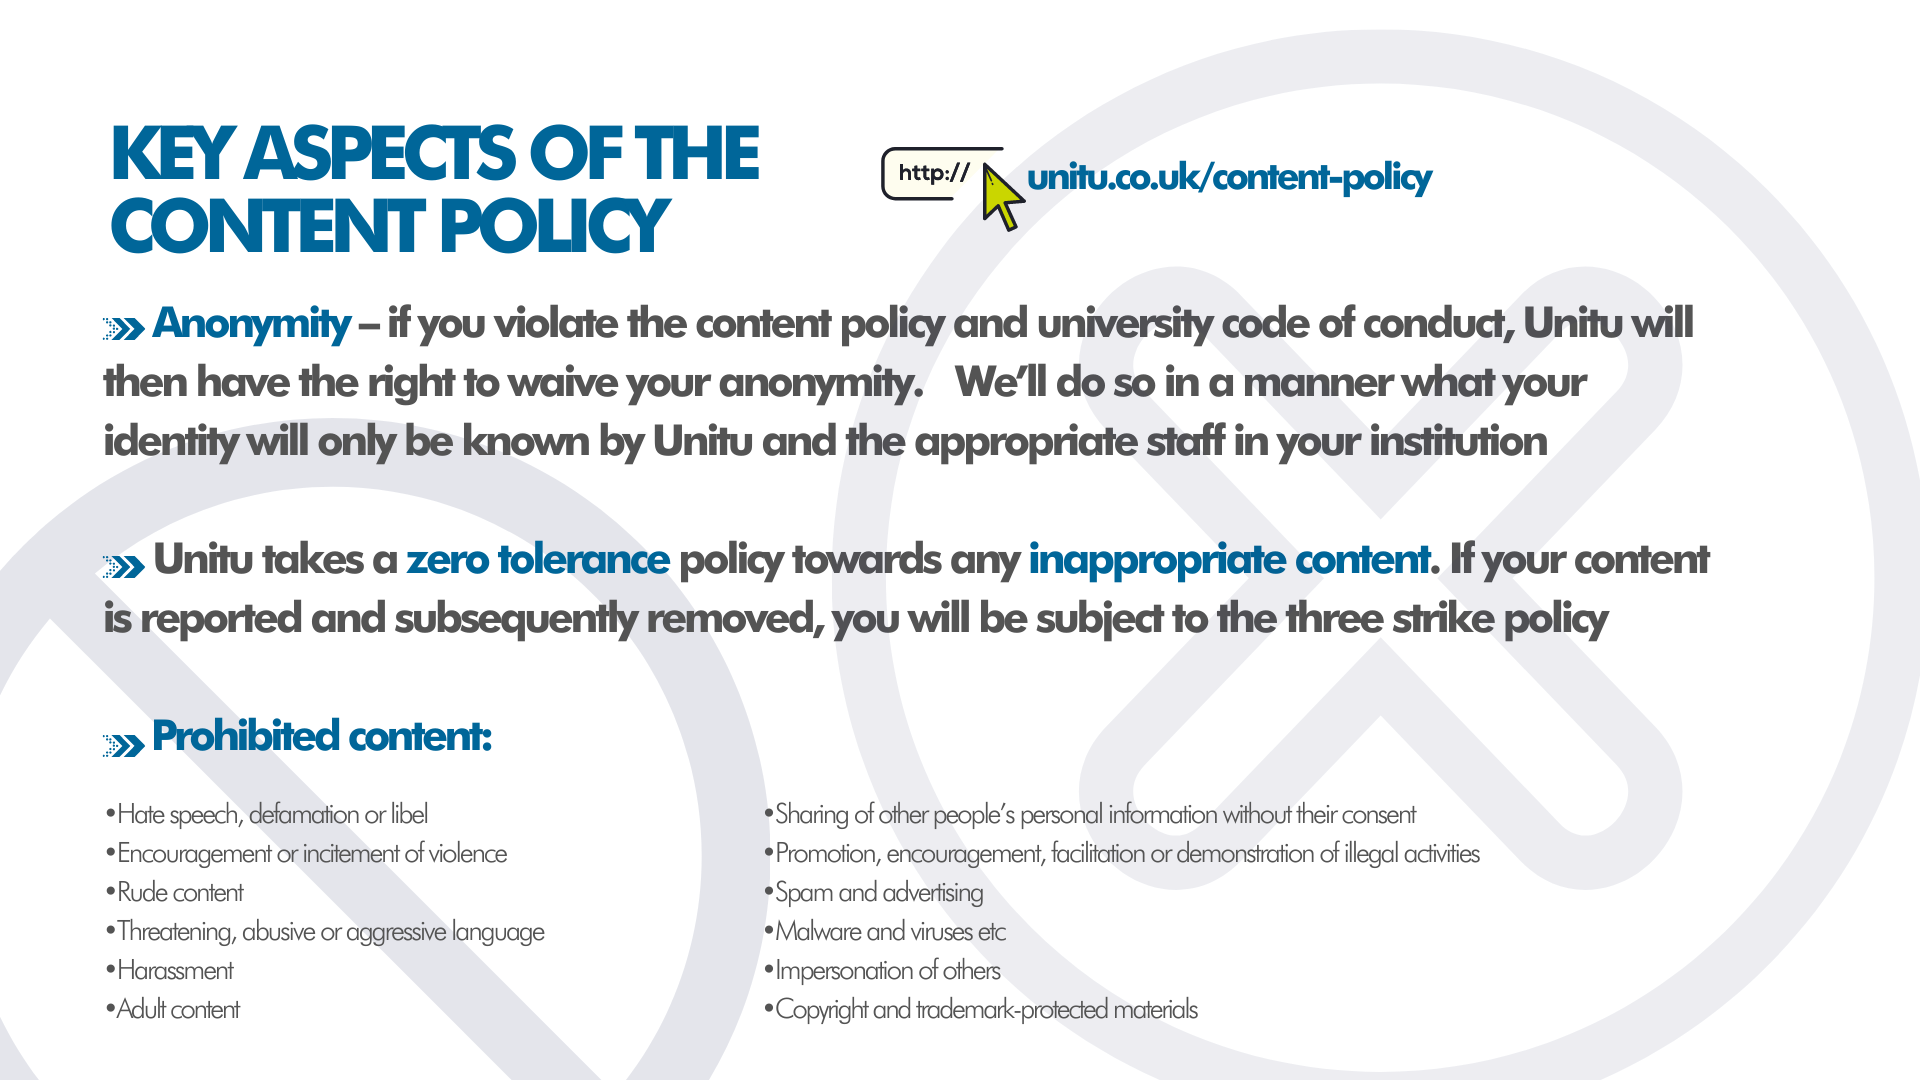 KEY ASPECTS OF THE
CONTENT POLICY
http://
unitu.co.uk/content-policy
Anonymity – if you violate the content policy and university code of conduct, Unitu will
then have the right to waive your anonymity.   We’ll do so in a manner what your
identity will only be known by Unitu and the appropriate staff in your institution
Unitu takes a zero tolerance policy towards any inappropriate content. If your content
is reported and subsequently removed, you will be subject to the three strike policy
Prohibited content:
•Hate speech, defamation or libel
•Encouragement or incitement of violence
•Rude content
•Threatening, abusive or aggressive language
•Harassment
•Adult content
•Sharing of other people’s personal information without their consent
•Promotion, encouragement, facilitation or demonstration of illegal activities
•Spam and advertising
•Malware and viruses etc
•Impersonation of others
•Copyright and trademark-protected materials